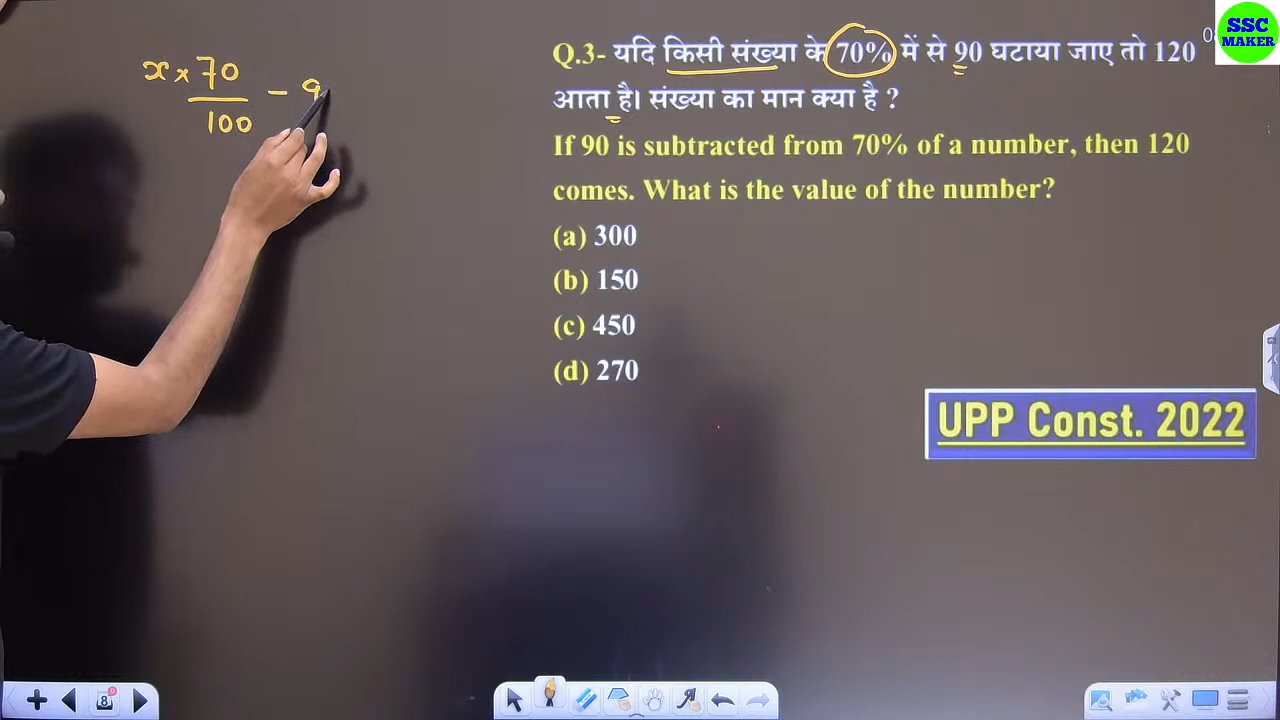 SSC
MAKER
Q.3- यदि किसी संख्या के 70% में से 90 घटाया जाए तो 120
आता है। संख्या का मान क्या है ?
If 90 is subtracted from 70% of a number, then 120
comes. What is the value of the number?
(a) 300
(b) 150
(c) 450
(d) 270
UPP Const. 2022
x × 70
100
- 9
8